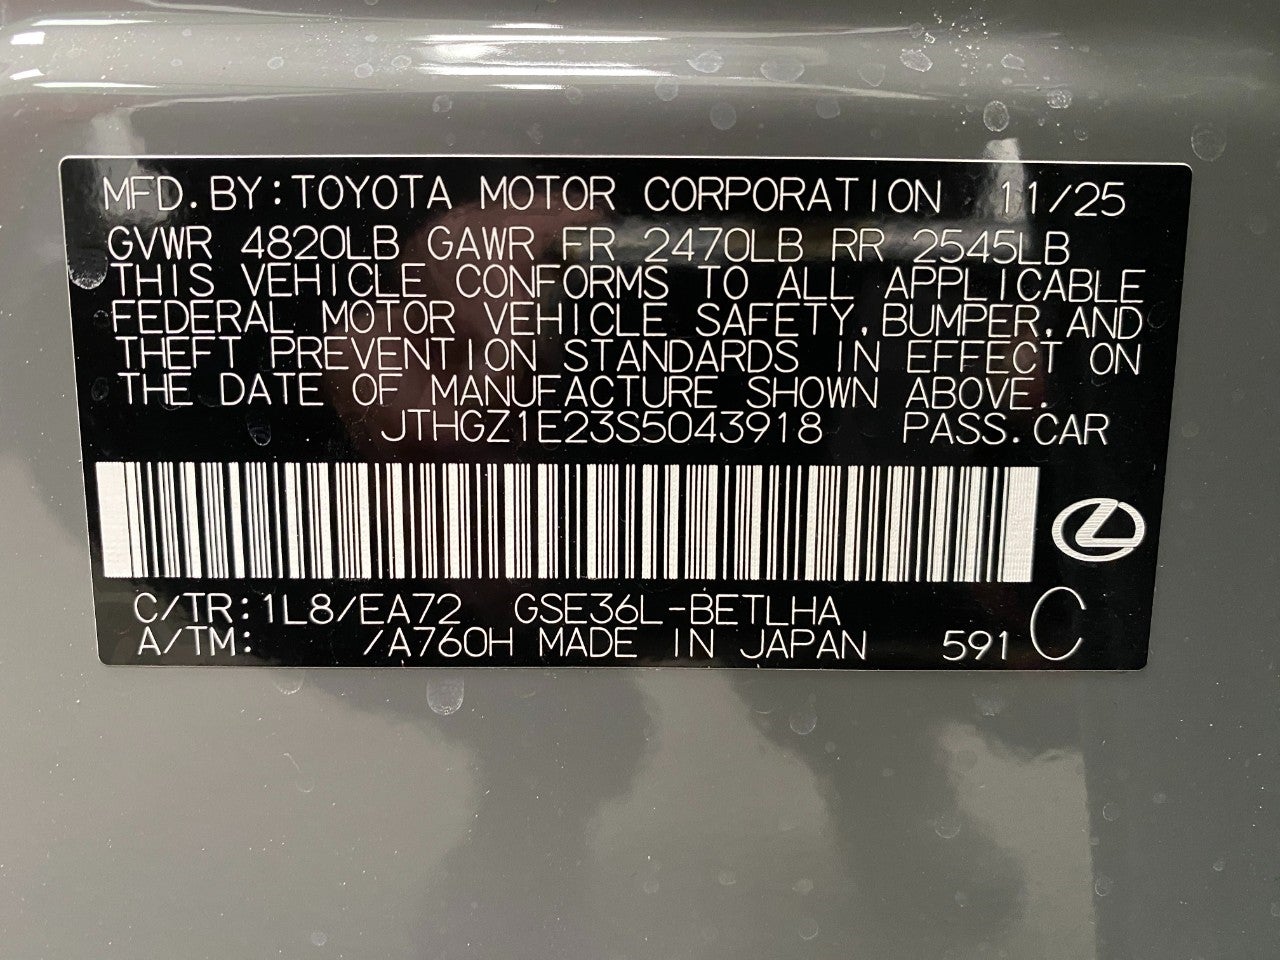 MFD. BY: TOYOTA MOTOR CORPORATION 11/25
GVWR 4820LB GAWR FR 2470LB RR 2545LB
THIS VEHICLE CONFORMS TO ALL APPLICABLE
FEDERAL MOTOR VEHICLE SAFETY, BUMPER, AND
THEFT PREVENTION STANDARDS IN EFFECT ON
THE DATE OF MANUFACTURE SHOWN ABOVE.
JTHGZ1E23S5043918 PASS. CAR
C/TR: 1L8/EA72 GSE36L-BETLHA
A/TM: /A760H MADE IN JAPAN 591 C